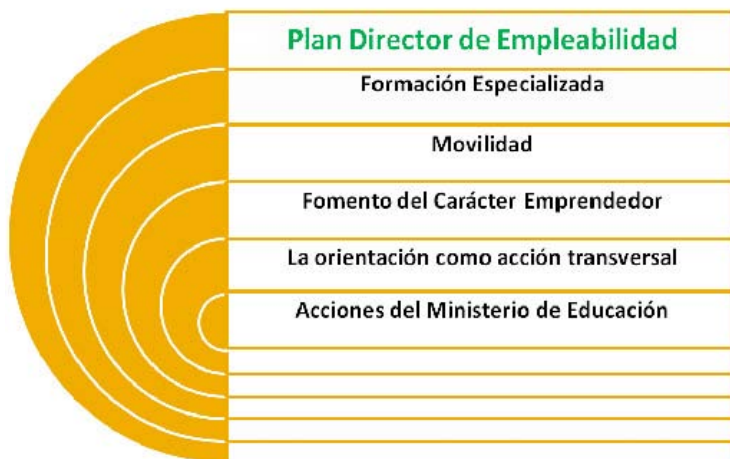 Plan Director de Empleabilidad
Formación Especializada
Movilidad
Fomento del Carácter Emprendedor
La orientación como acción transversal
Acciones del Ministerio de Educación